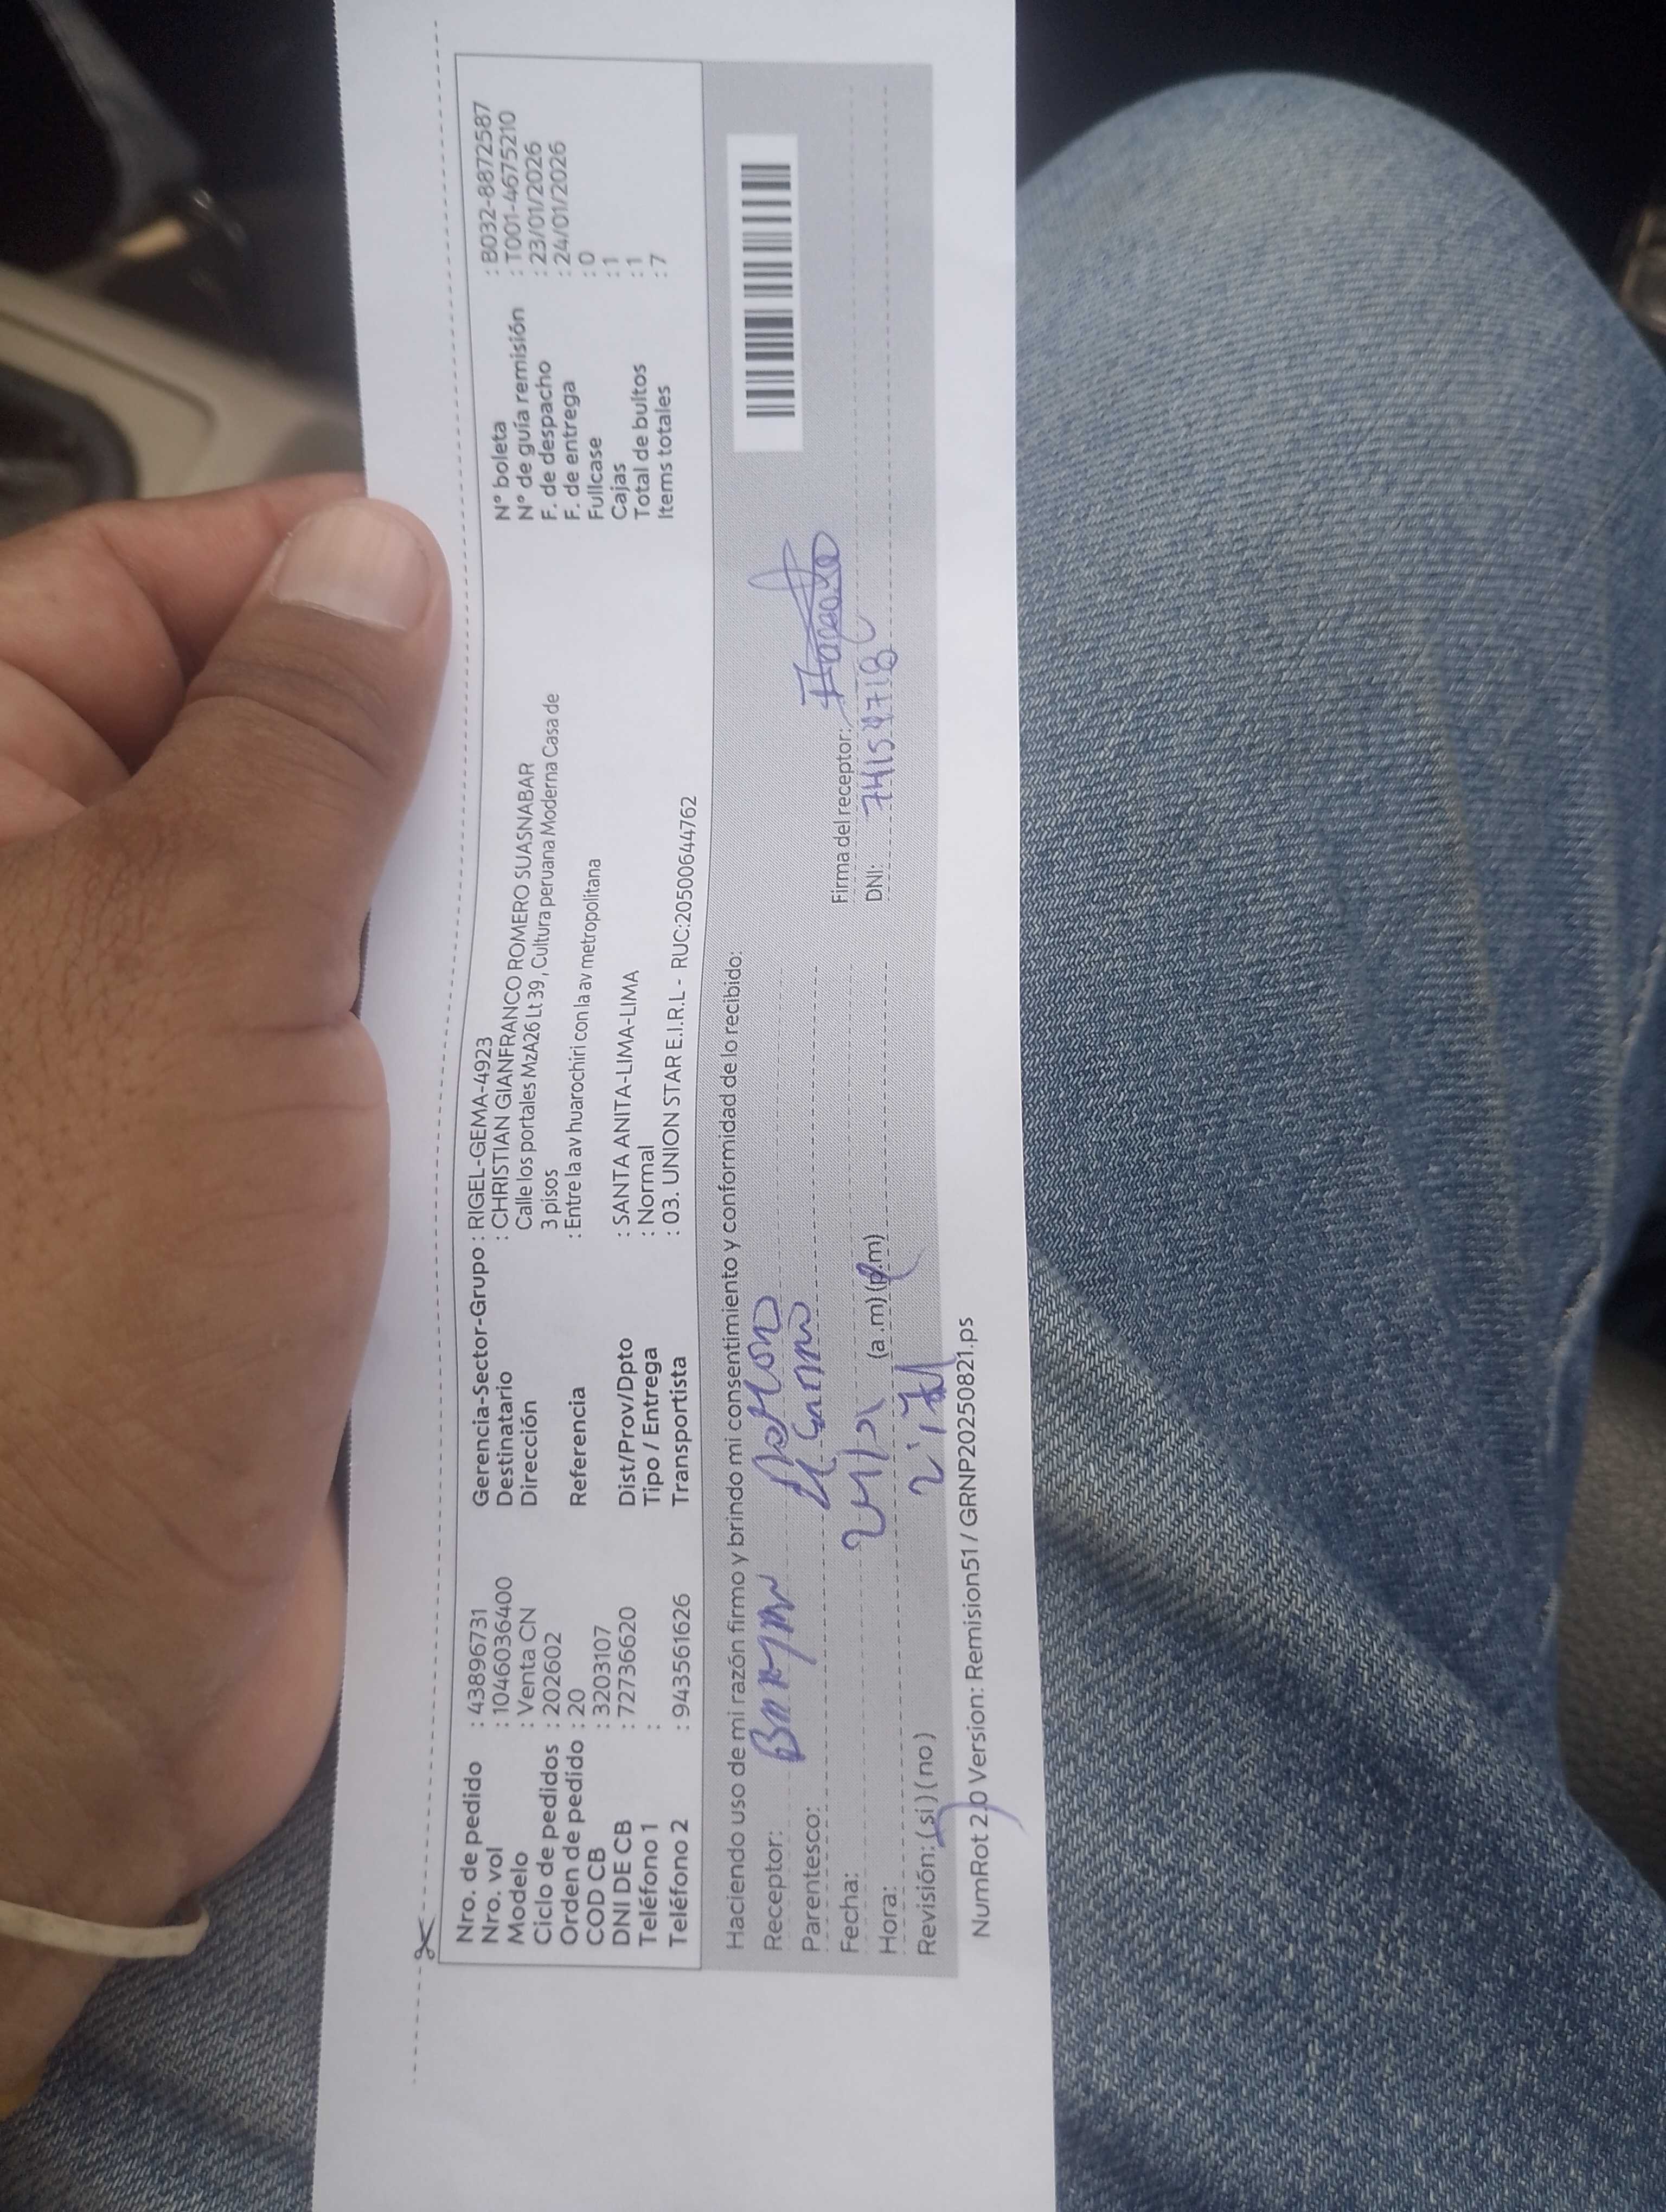 Nro. de pedido : 43896731 Gerencia-Sector-Grupo : RIGEL-GEMA-4923
Nro. vol : 104603640​0 Destinatario : CHRISTIAN GIANFRANCO ROMERO SUASNABAR Nº boleta : B032-8872587
Modelo : Venta CN Dirección Calle los portales MzA26 Lt 39 , Cultura peruana Moderna Casa de Nº de guía remisión : T001-4675210
Ciclo de pedidos : 202602 3 pisos F. de despacho : 23/01/2026
Orden de pedido : 20 Referencia : Entre la av huarochiri con la av metropolitana F. de entrega : 24/01/2026
COD CB : 3203107 Fullcase : 0
DNI DE CB : 72736620 Dist/Prov/Dpto : SANTA ANITA-LIMA-LIMA Cajas : 1
Teléfono 1 : Tipo / Entrega : Normal Total de bultos : 1
Teléfono 2 : 943561626 Transportista : 03. UNION STAR E.I.R.L - RUC:20500644762 Items totales : 7
Haciendo uso de mi razón firmo y brindo mi consentimiento y conformidad de lo recibido:
Receptor:
Parentesco:
Fecha: Firma del receptor:
Hora: (a.m) (p.m) DNI:
Revisión: (si) (no)
NumRot 2.0 Version: Remision51 / GRNP20250821.ps